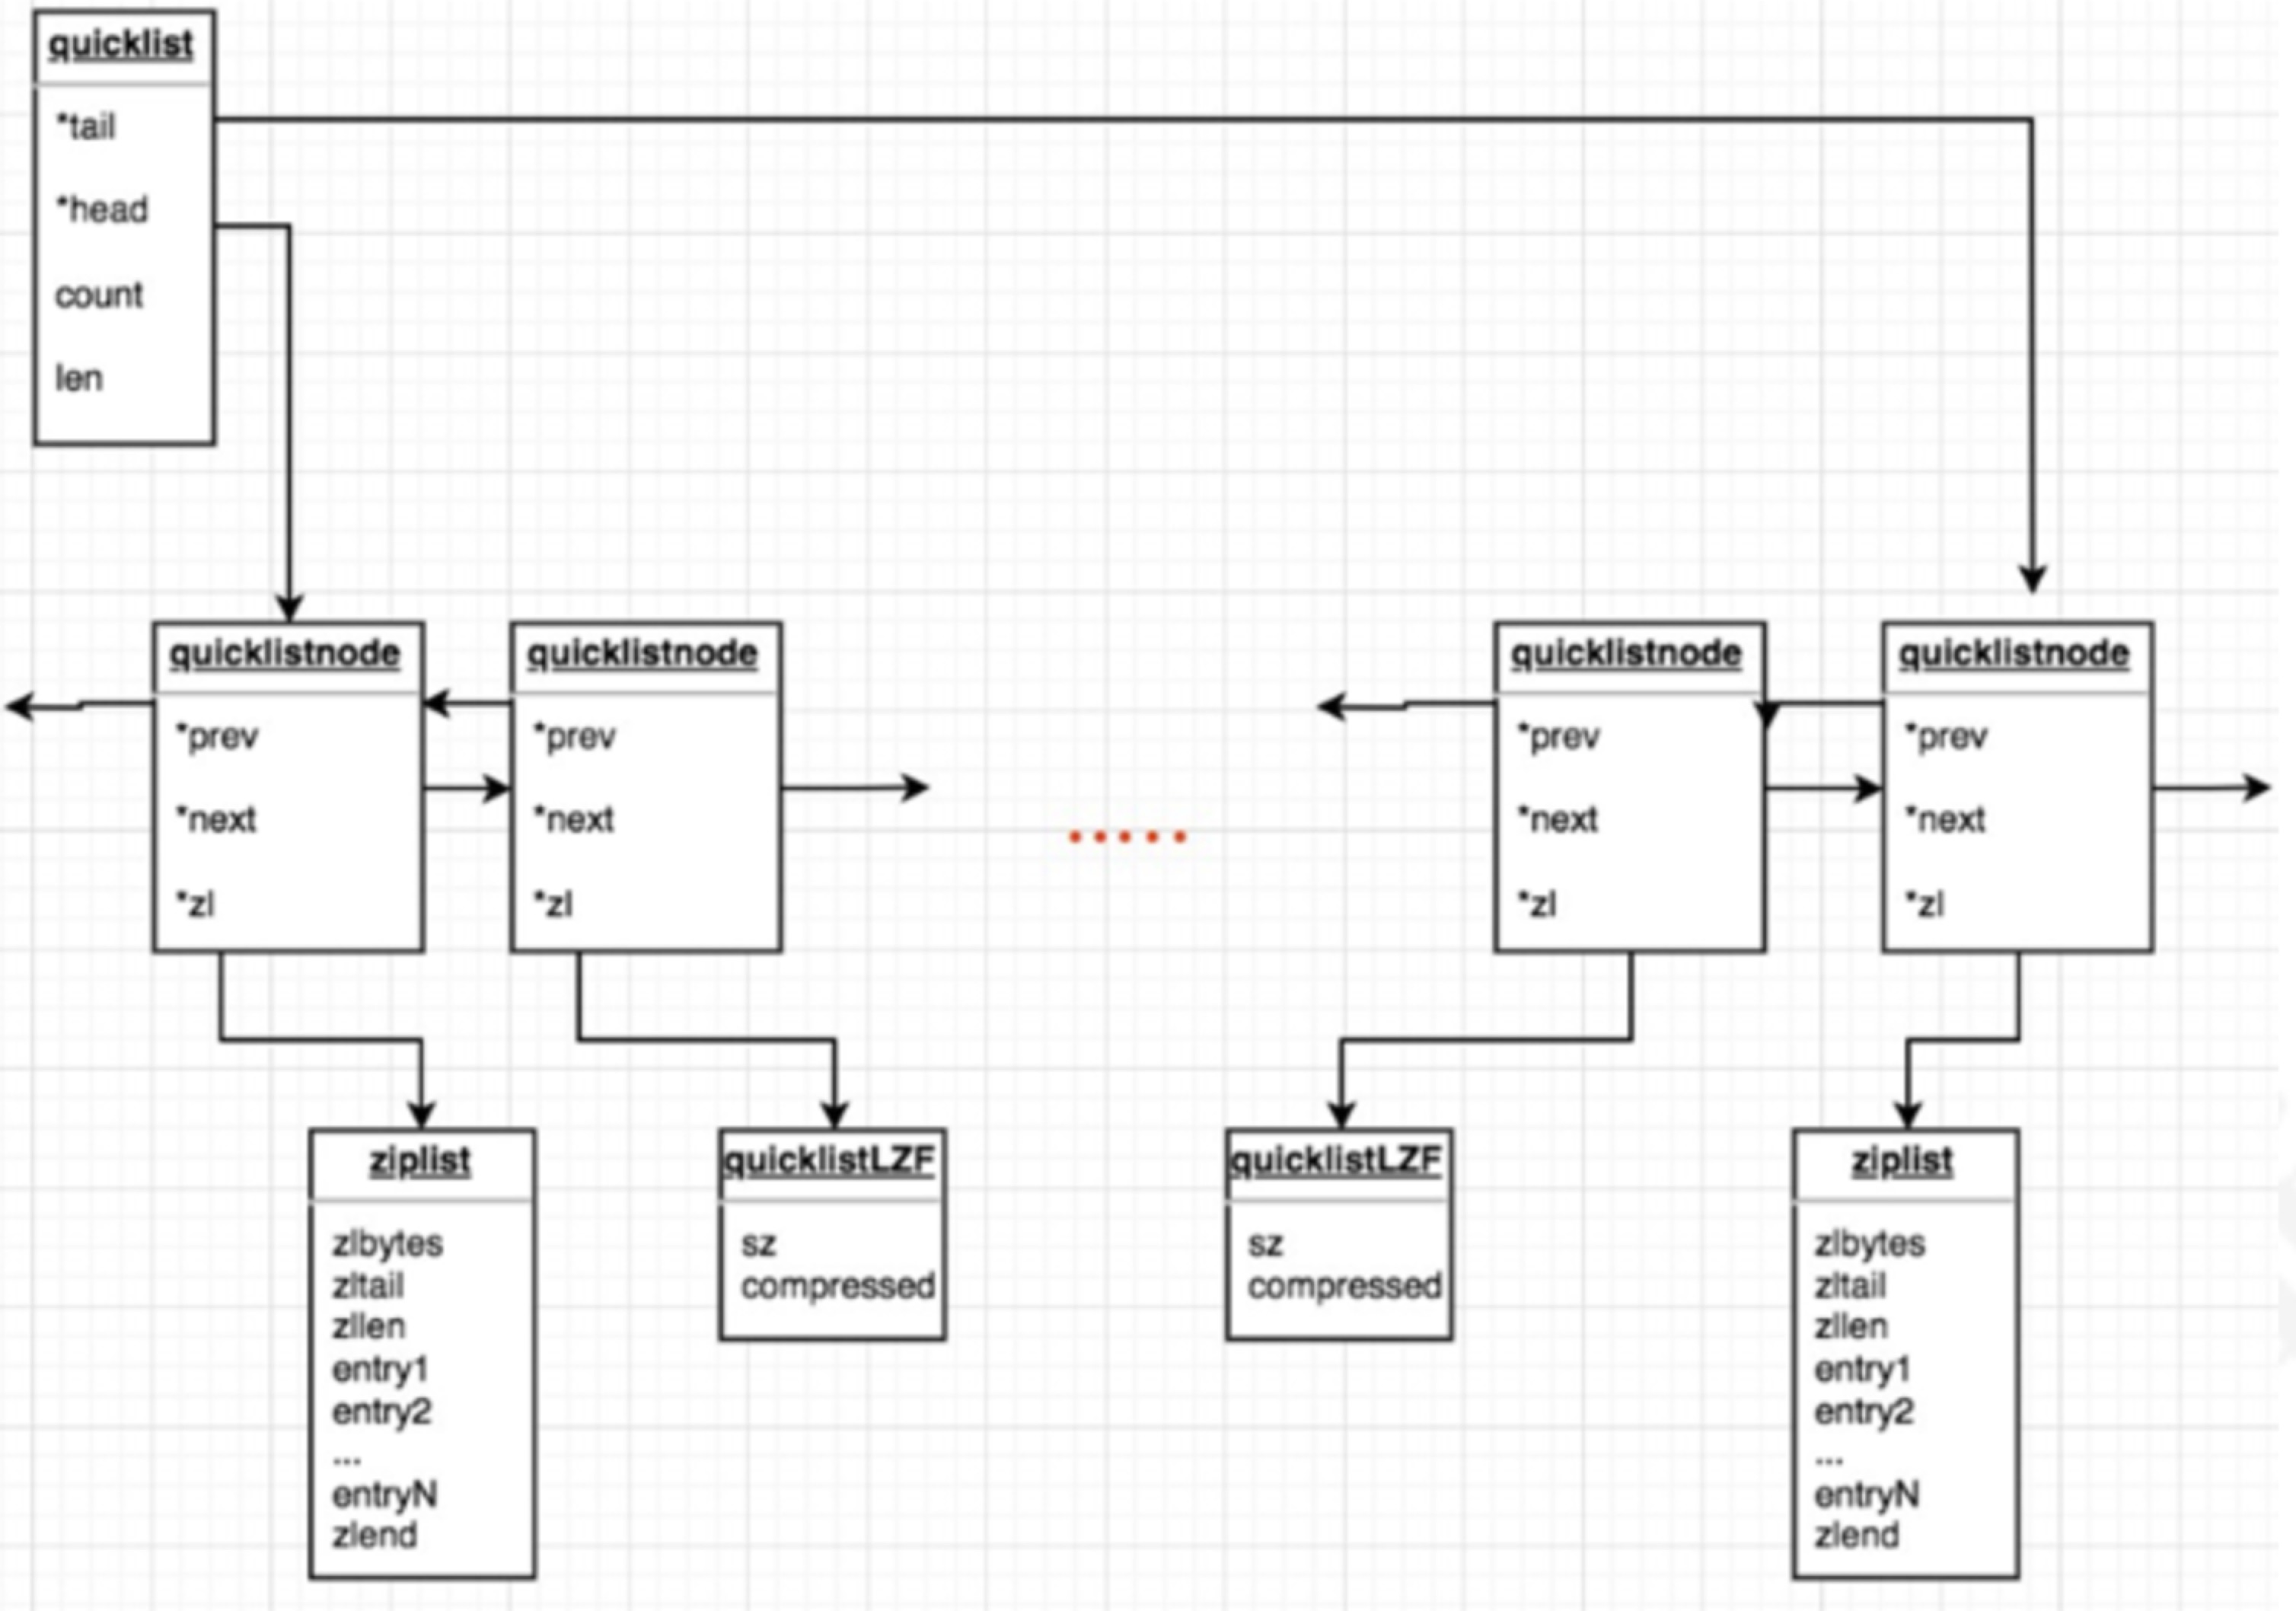 quicklist
*tail
*head
count
len
quicklistnode
*prev
*next
*zl
quicklistnode
*prev
*next
*zl
.....
quicklistnode
*prev
*next
*zl
quicklistnode
*prev
*next
*zl
ziplist
zlbytes
zltail
zllen
entry1
entry2
...
entryN
zlend
quicklistLZF
sz
compressed
quicklistLZF
sz
compressed
ziplist
zlbytes
zltail
zllen
entry1
entry2
...
entryN
zlend